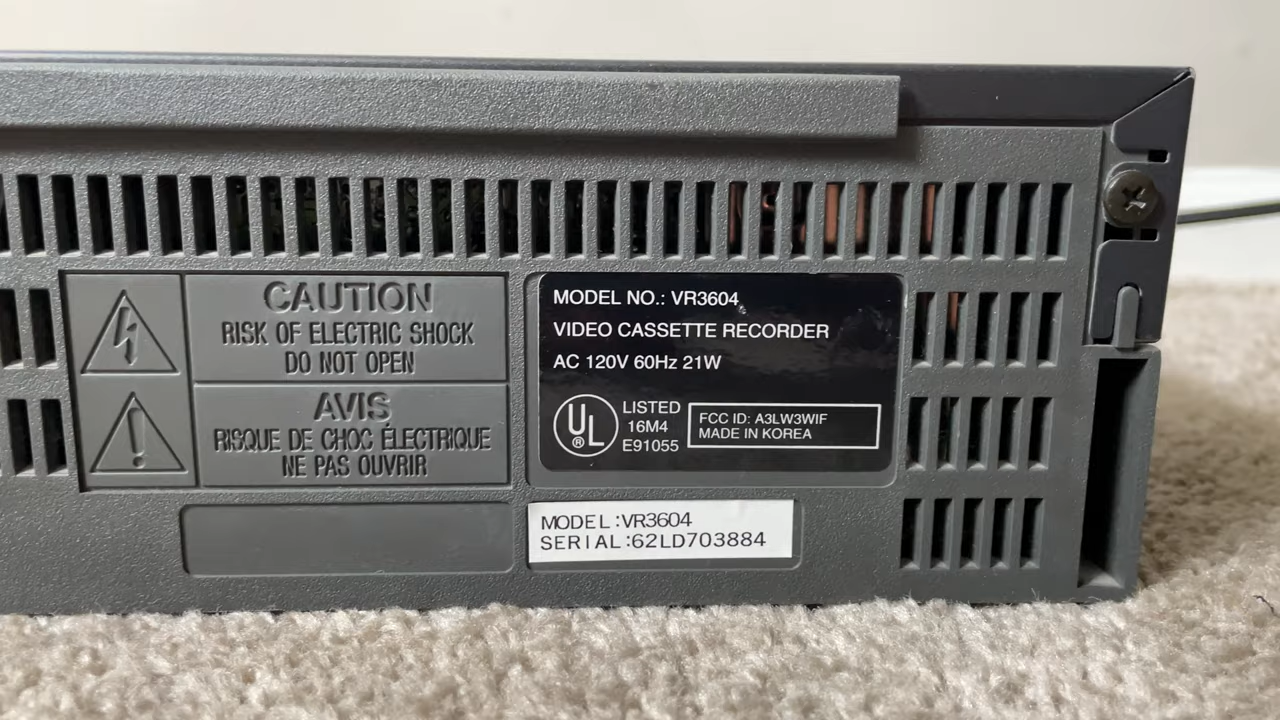 CAUTION
RISK OF ELECTRIC SHOCK
DO NOT OPEN
AVIS
RISQUE DE CHOC ÉLECTRIQUE
NE PAS OUVRIR
MODEL NO.: VR3604
VIDEO CASSETTE RECORDER
AC 120V 60Hz 21W
UL
®
LISTED
16M4
E91055
FCC ID: A3LW3WIF
MADE IN KOREA
MODEL:VR3604
SERIAL:62LD703884